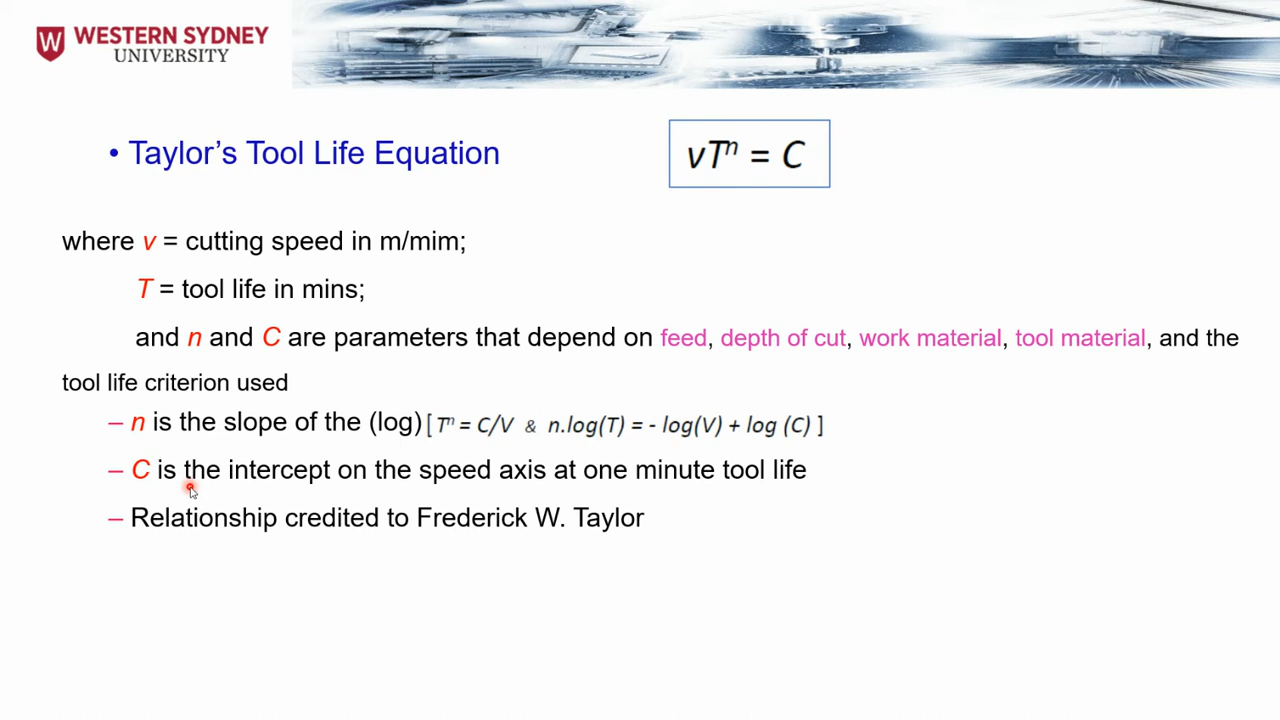 WESTERN SYDNEY
UNIVERSITY
• Taylor’s Tool Life Equation
vTⁿ = C
where v = cutting speed in m/mim;
T = tool life in mins;
and n and C are parameters that depend on feed, depth of cut, work material, tool material, and the
tool life criterion used
– n is the slope of the (log) [ Tⁿ = C/V & n.log(T) = - log(V) + log (C) ]
– C is the intercept on the speed axis at one minute tool life
– Relationship credited to Frederick W. Taylor